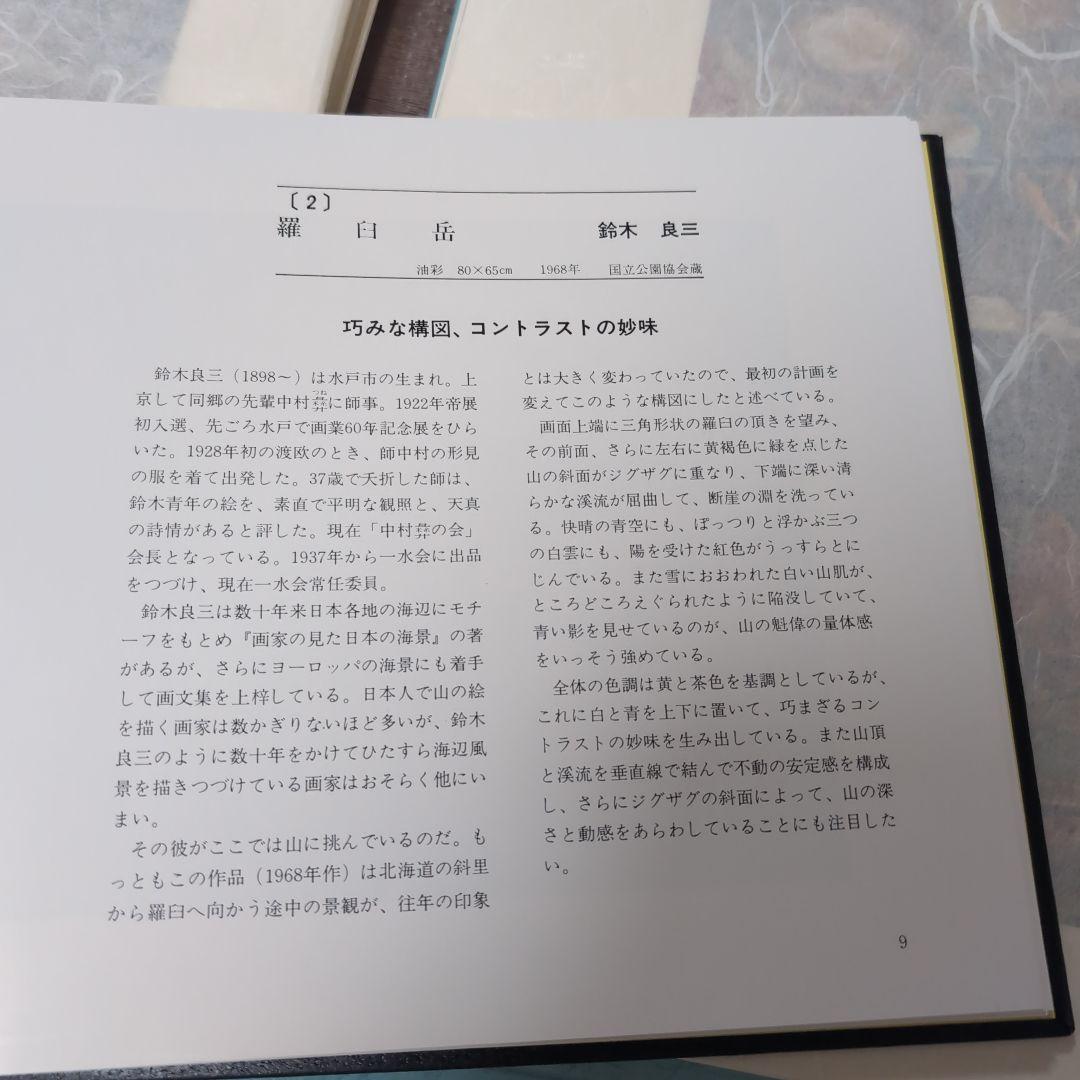 〔2〕
羅臼岳 鈴木 良三
油彩 80×65cm 1968年 国立公園協会蔵
巧みな構図、コントラストの妙味
鈴木良三（1898～）は水戸市の生まれ。上
京して同郷の先輩中村彝に師事。1922年帝展
初入選、先ごろ水戸で画業60年記念展をひら
いた。1928年初の渡欧のとき、師中村の形見
の服を着て出発した。37歳で夭折した師は、
鈴木青年の絵を、素直で平明な観照と、天真
の詩情があると評した。現在「中村彝の会」
会長となっている。1937年から一水会に出品
をつづけ、現在一水会常任委員。
鈴木良三は数十年来日本各地の海辺にモチ
ーフをもとめ『画家の見た日本の海景』の著
があるが、さらにヨーロッパの海景にも着手
して画文集を上梓している。日本人で山の絵
を描く画家は数かぎりないほど多いが、鈴木
良三のように数十年をかけてひたすら海辺風
景を描きつづけている画家はおそらく他にい
まい。
その彼がここでは山に挑んでいるのだ。も
っともこの作品（1968年作）は北海道の斜里
から羅臼へ向かう途中の景観が、往年の印象
とは大きく変わっていたので、最初の計画を
変えてこのような構図にしたと述べている。
画面上端に三角形状の羅臼の頂きを望み、
その前面、さらに左右に黄褐色に緑を点じた
山の斜面がジグザグに重なり、下端に深い清
らかな溪流が屈曲して、断崖の淵を洗ってい
る。快晴の青空にも、ぽっつりと浮かぶ三つ
の白雲にも、陽を受けた紅色がうっすらとに
じんでいる。また雪におおわれた白い山肌が、
ところどころえぐられたように陥没していて、
青い影を見せているのが、山の魁偉の量体感
をいっそう強めている。
全体の色調は黄と茶色を基調としているが、
これに白と青を上下に置いて、巧まざるコン
トラストの妙味を生み出している。また山頂
と溪流を垂直線で結んで不動の安定感を構成
し、さらにジグザグの斜面によって、山の深
さと動感をあらわしていることにも注目した
い。
9